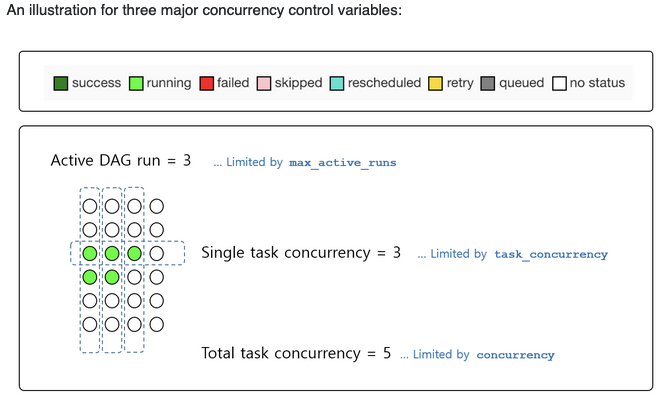 An illustration for three major concurrency control variables:
success running failed skipped rescheduled retry queued no status
Active DAG run = 3 ... Limited by max_active_runs
Single task concurrency = 3 ... Limited by task_concurrency
Total task concurrency = 5 ... Limited by concurrency